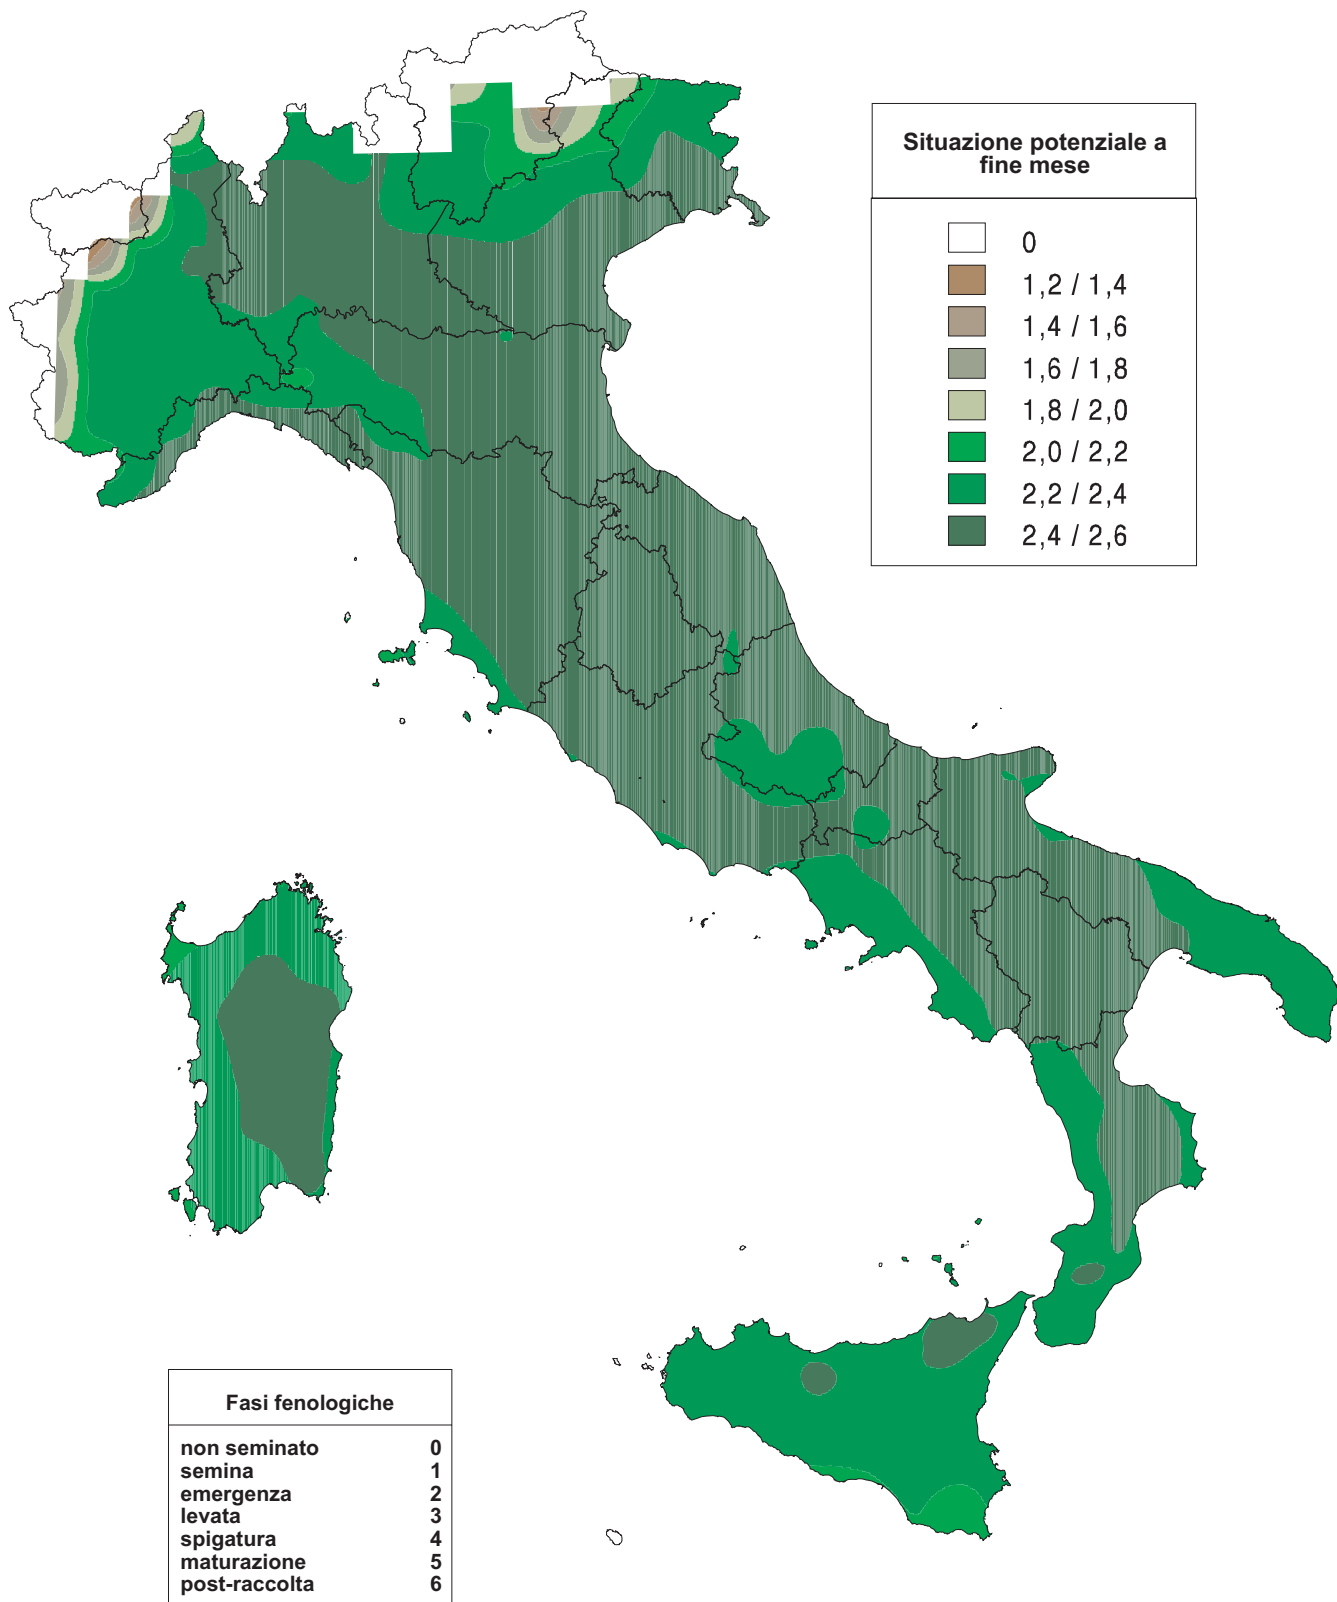 Situazione potenziale a
fine mese
0
1,2 / 1,4
1,4 / 1,6
1,6 / 1,8
1,8 / 2,0
2,0 / 2,2
2,2 / 2,4
2,4 / 2,6
Fasi fenologiche
non seminato 0
semina 1
emergenza 2
levata 3
spigatura 4
maturazione 5
post-raccolta 6